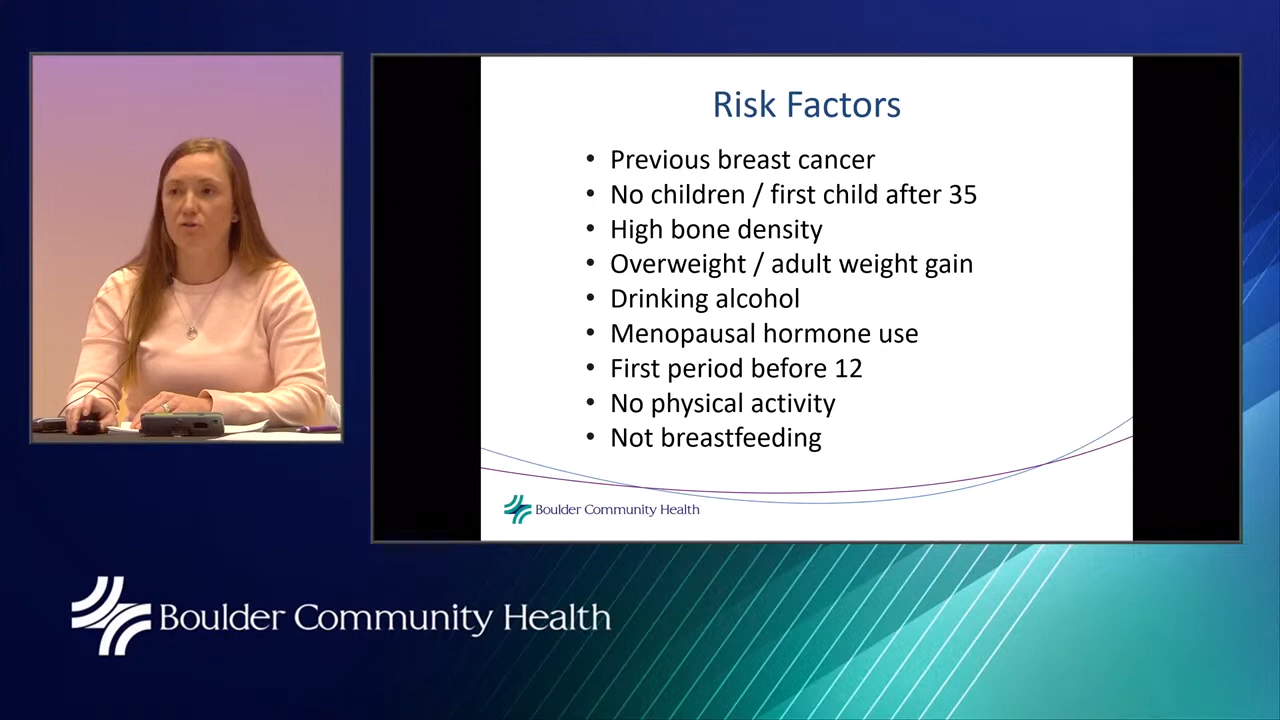 Risk Factors
• Previous breast cancer
• No children / first child after 35
• High bone density
• Overweight / adult weight gain
• Drinking alcohol
• Menopausal hormone use
• First period before 12
• No physical activity
• Not breastfeeding
Boulder Community Health
Boulder Community Health